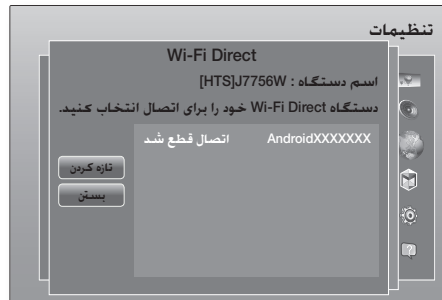 تنظیمات
Wi-Fi Direct
اسم دستگاه : HTS]J7756W]
دستگاه Wi-Fi Direct خود را برای اتصال انتخاب کنید.
AndroidXXXXXXX اتصال قطع شد
تازه کردن
بستن